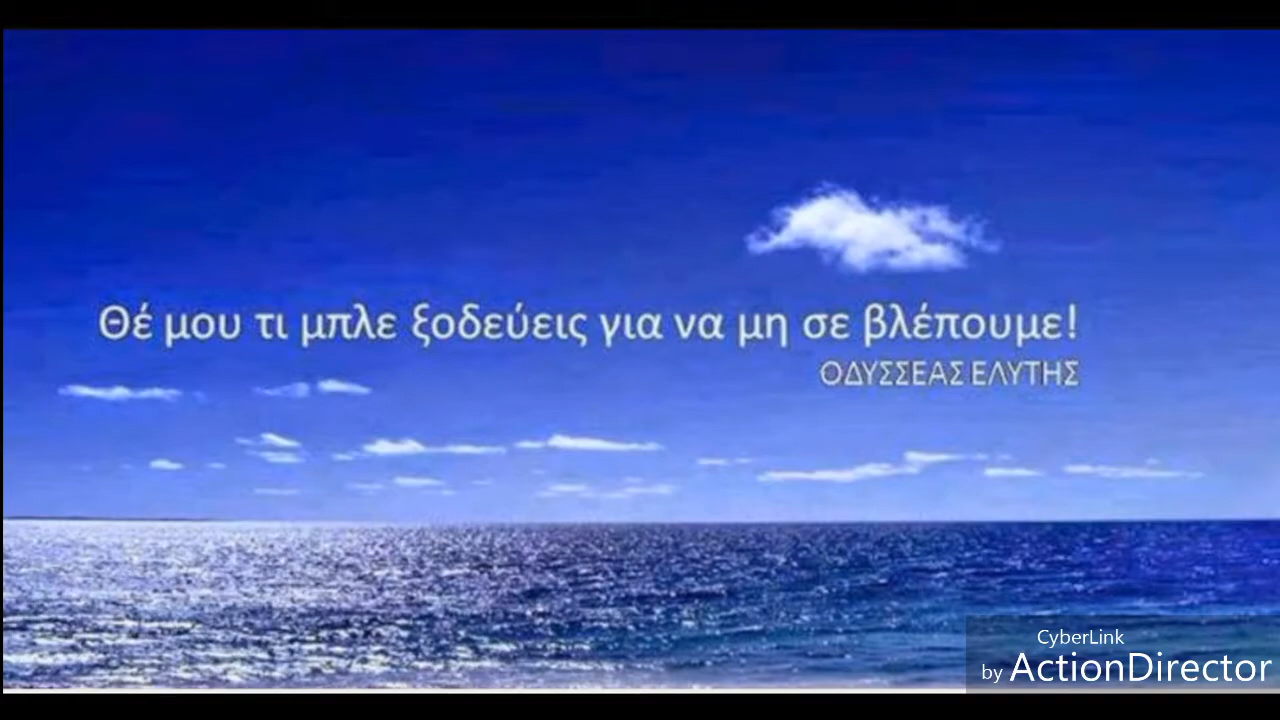 Θέ μου τι μπλε ξοδεύεις για να μη σε βλέπουμε!
ΟΔΥΣΣΕΑΣ ΕΛΥΤΗΣ
CyberLink
by ActionDirector